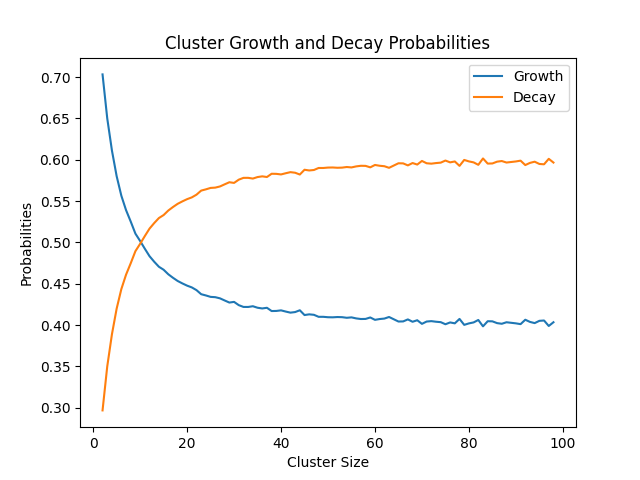 Cluster Growth and Decay Probabilities
Growth
Decay
0.70
0.65
0.60
0.55
0.50
0.45
0.40
0.35
0.30
Probabilities
0 20 40 60 80 100
Cluster Size